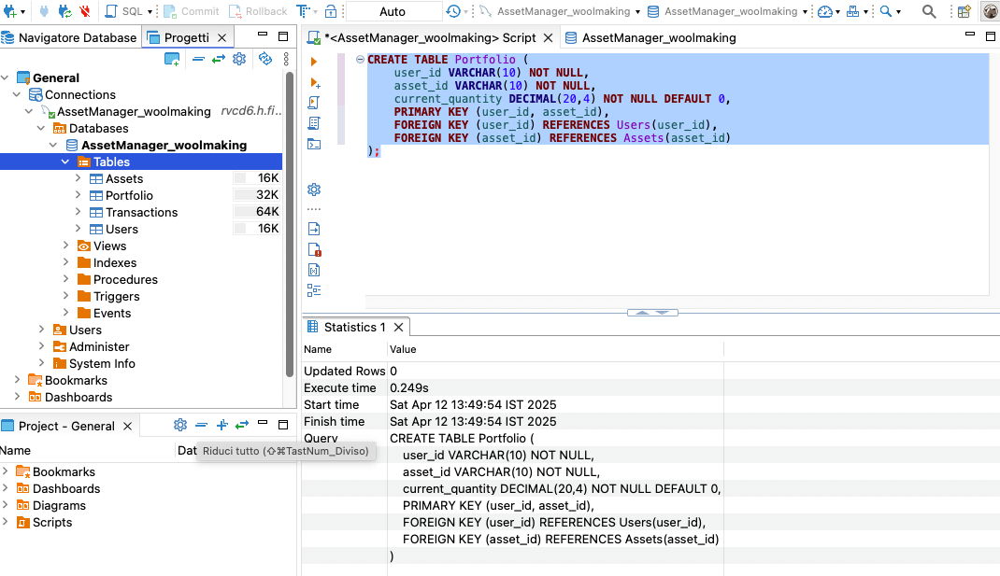 SQL Commit Rollback Auto AssetManager_woolmaking AssetManager_woolmaking
Navigatore Database Progetti
General
Connections
AssetManager_woolmaking rvcd6.h.fi...
Databases
AssetManager_woolmaking
Tables
Assets 16K
Portfolio 32K
Transactions 64K
Users 16K
Views
Indexes
Procedures
Triggers
Events
Users
Administer
System Info
Bookmarks
Dashboards
Project - General
Name Dat
Riduci tutto (⇧⌘TastNum_Diviso)
Bookmarks
Dashboards
Diagrams
Scripts
*<AssetManager_woolmaking> Script AssetManager_woolmaking
CREATE TABLE Portfolio (
user_id VARCHAR(10) NOT NULL,
asset_id VARCHAR(10) NOT NULL,
current_quantity DECIMAL(20,4) NOT NULL DEFAULT 0,
PRIMARY KEY (user_id, asset_id),
FOREIGN KEY (user_id) REFERENCES Users(user_id),
FOREIGN KEY (asset_id) REFERENCES Assets(asset_id)
);
Statistics 1
Name Value
Updated Rows 0
Execute time 0.249s
Start time Sat Apr 12 13:49:54 IST 2025
Finish time Sat Apr 12 13:49:54 IST 2025
Query CREATE TABLE Portfolio (
user_id VARCHAR(10) NOT NULL,
asset_id VARCHAR(10) NOT NULL,
current_quantity DECIMAL(20,4) NOT NULL DEFAULT 0,
PRIMARY KEY (user_id, asset_id),
FOREIGN KEY (user_id) REFERENCES Users(user_id),
FOREIGN KEY (asset_id) REFERENCES Assets(asset_id)
)